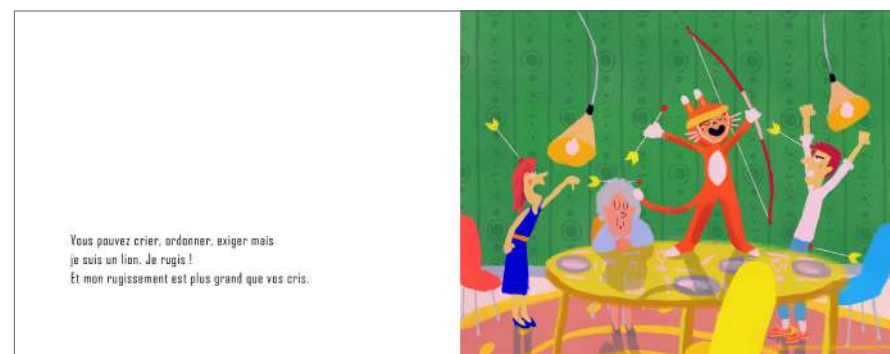 Vous pouvez crier, ordonner, exiger mais
je suis un lion. Je rugis !
Et mon rugissement est plus grand que vos cris.